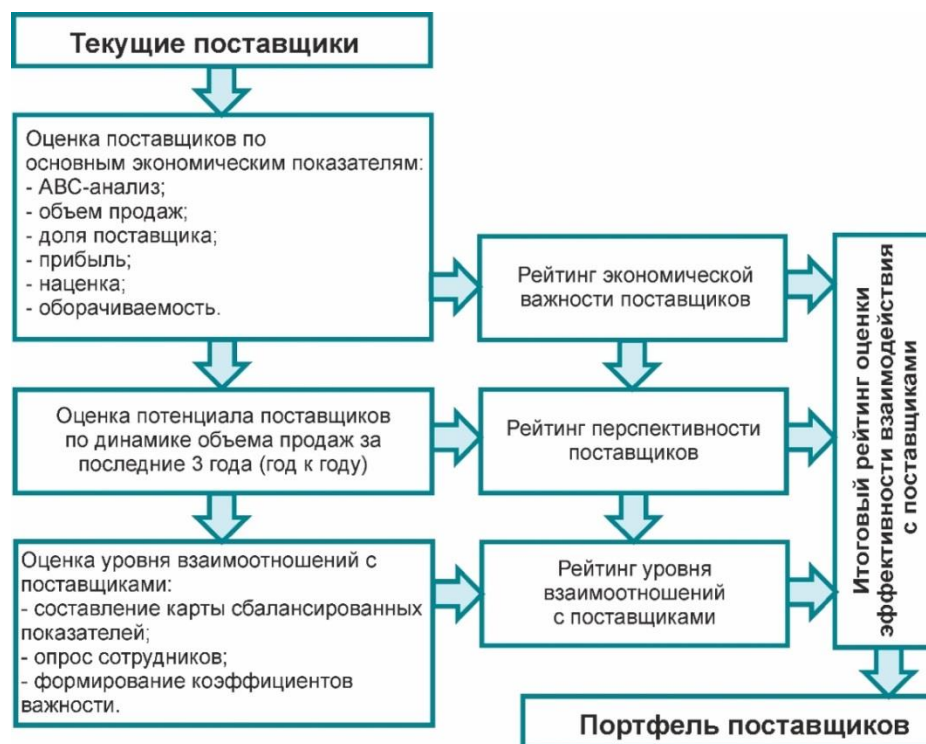 Текущие поставщики
Оценка поставщиков по
основным экономическим показателям:
- АВС-анализ;
- объем продаж;
- доля поставщика;
- прибыль;
- наценка;
- оборачиваемость.
Рейтинг экономической
важности поставщиков
Оценка потенциала поставщиков
по динамике объема продаж за
последние 3 года (год к году)
Рейтинг перспективности
поставщиков
Оценка уровня взаимоотношений с
поставщиками:
- составление карты сбалансированных
показателей;
- опрос сотрудников;
- формирование коэффициентов
важности.
Рейтинг уровня
взаимоотношений
с поставщиками
Итоговый рейтинг оценки
эффективности взаимодействия
с поставщиками
Портфель поставщиков